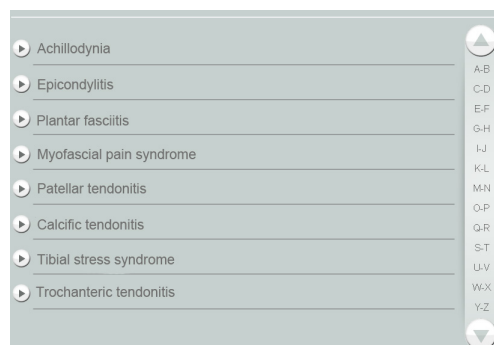 Achillodynia
Epicondylitis
Plantar fasciitis
Myofascial pain syndrome
Patellar tendonitis
Calcific tendonitis
Tibial stress syndrome
Trochanteric tendonitis
A-B
C-D
E-F
G-H
I-J
K-L
M-N
O-P
Q-R
S-T
U-V
W-X
Y-Z